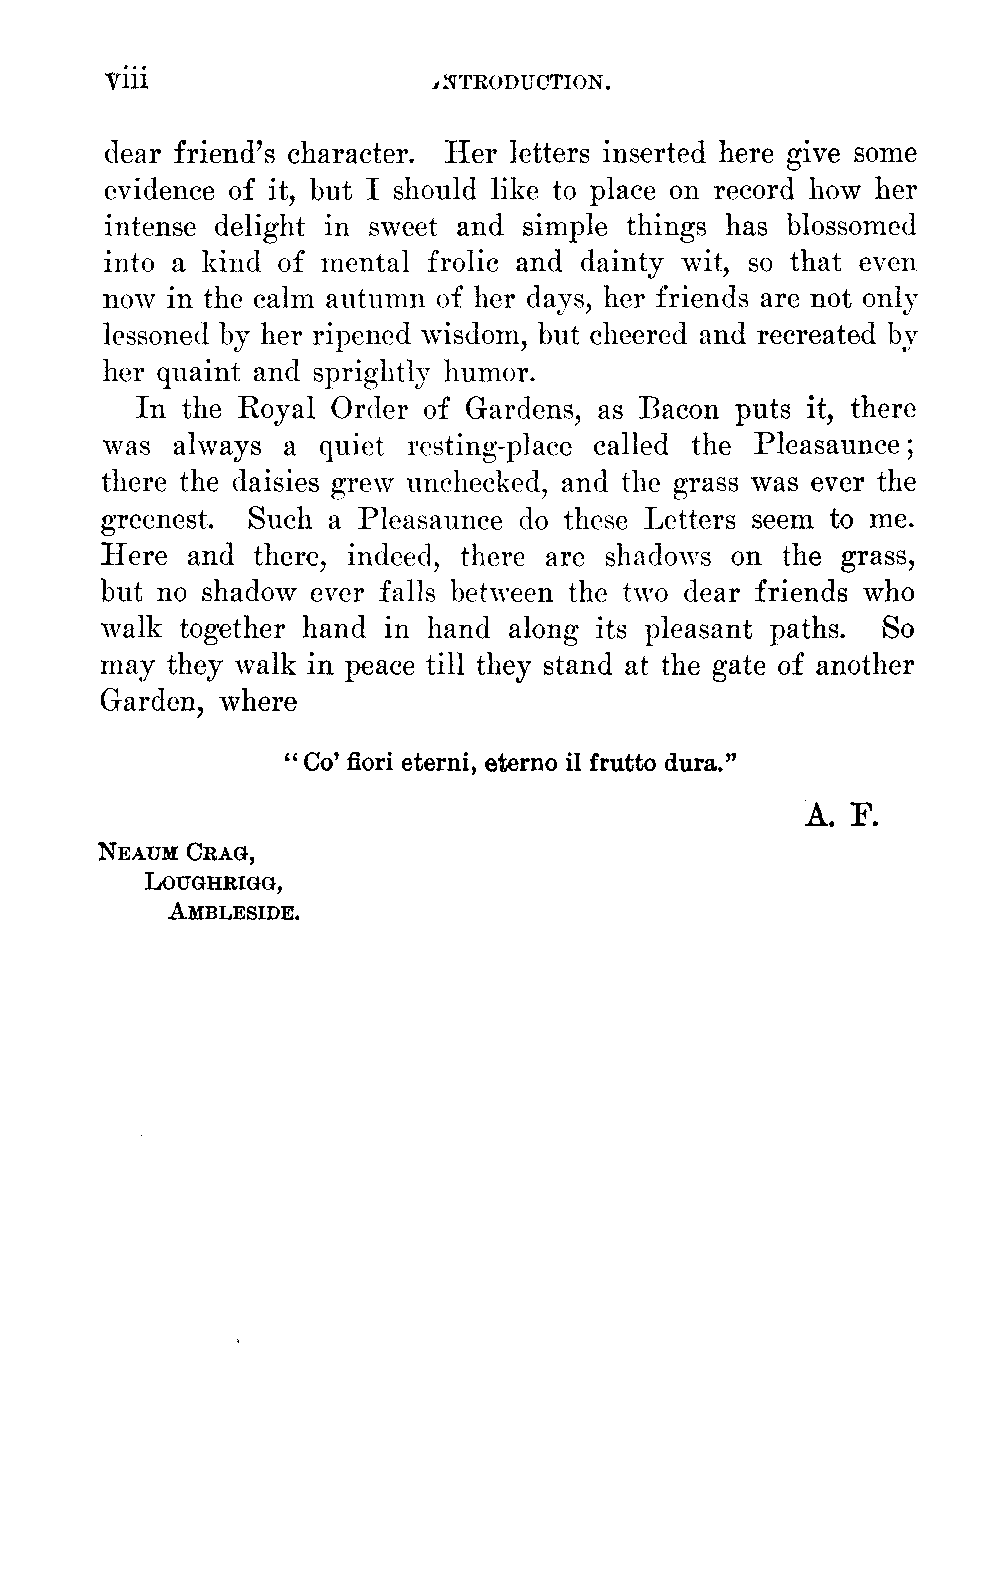 viii INTRODUCTION.
dear friend's character. Her letters inserted here give some
evidence of it, but I should like to place on record how her
intense delight in sweet and simple things has blossomed
into a kind of mental frolic and dainty wit, so that even
now in the calm autumn of her days, her friends are not only
lessoned by her ripened wisdom, but cheered and recreated by
her quaint and sprightly humor.
In the Royal Order of Gardens, as Bacon puts it, there
was always a quiet resting-place called the Pleasaunce;
there the daisies grew unchecked, and the grass was ever the
greenest. Such a Pleasaunce do these Letters seem to me.
Here and there, indeed, there are shadows on the grass,
but no shadow ever falls between the two dear friends who
walk together hand in hand along its pleasant paths. So
may they walk in peace till they stand at the gate of another
Garden, where
"Co' fiori eterni, eterno il frutto dura."
A. F.
NEAUM CRAG,
LOUGHRIGG,
AMBLESIDE.